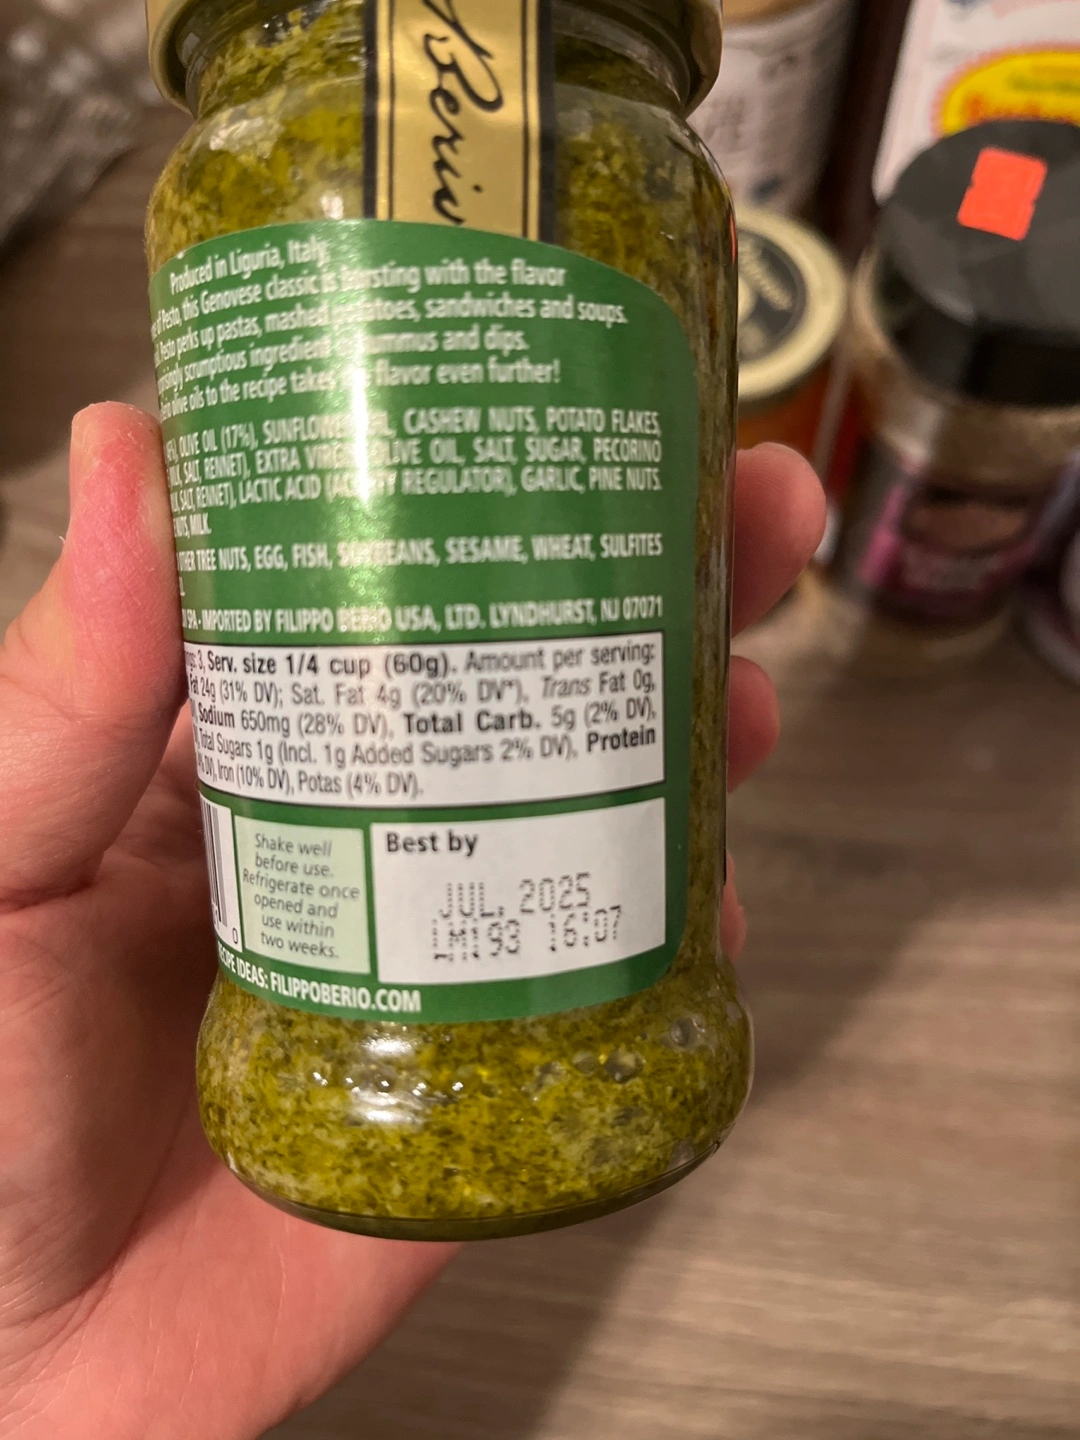 Berio
Produced in Liguria, Italy,
of Pesto, this Genovese classic is bursting with the flavor
Pesto perks up pastas, mashed potatoes, sandwiches and soups.
scrumptious ingredient hummus and dips.
olive oils to the recipe takes flavor even further!
OLIVE OIL (17%), SUNFLOWER OIL, CASHEW NUTS, POTATO FLAKES,
SALT, RENNET), EXTRA VIRGIN OLIVE OIL, SALT, SUGAR, PECORINO
SALT, RENNET), LACTIC ACID (ACIDITY REGULATOR), GARLIC, PINE NUTS.
NUTS, MILK.
OTHER TREE NUTS, EGG, FISH, SOYBEANS, SESAME, WHEAT, SULFITES
SPA - IMPORTED BY FILIPPO BERIO USA, LTD. LYNDHURST, NJ 07071
3, Serv. size 1/4 cup (60g). Amount per serving:
Fat 24g (31% DV); Sat. Fat 4g (20% DV*), Trans Fat 0g,
Sodium 650mg (28% DV), Total Carb. 5g (2% DV),
Total Sugars 1g (Incl. 1g Added Sugars 2% DV), Protein
DV), Iron (10% DV), Potas (4% DV).
0
Shake well
before use.
Refrigerate once
opened and
use within
two weeks.
Best by
JUL. 2025
16:07
IDEAS: FILIPPOBERIO.COM